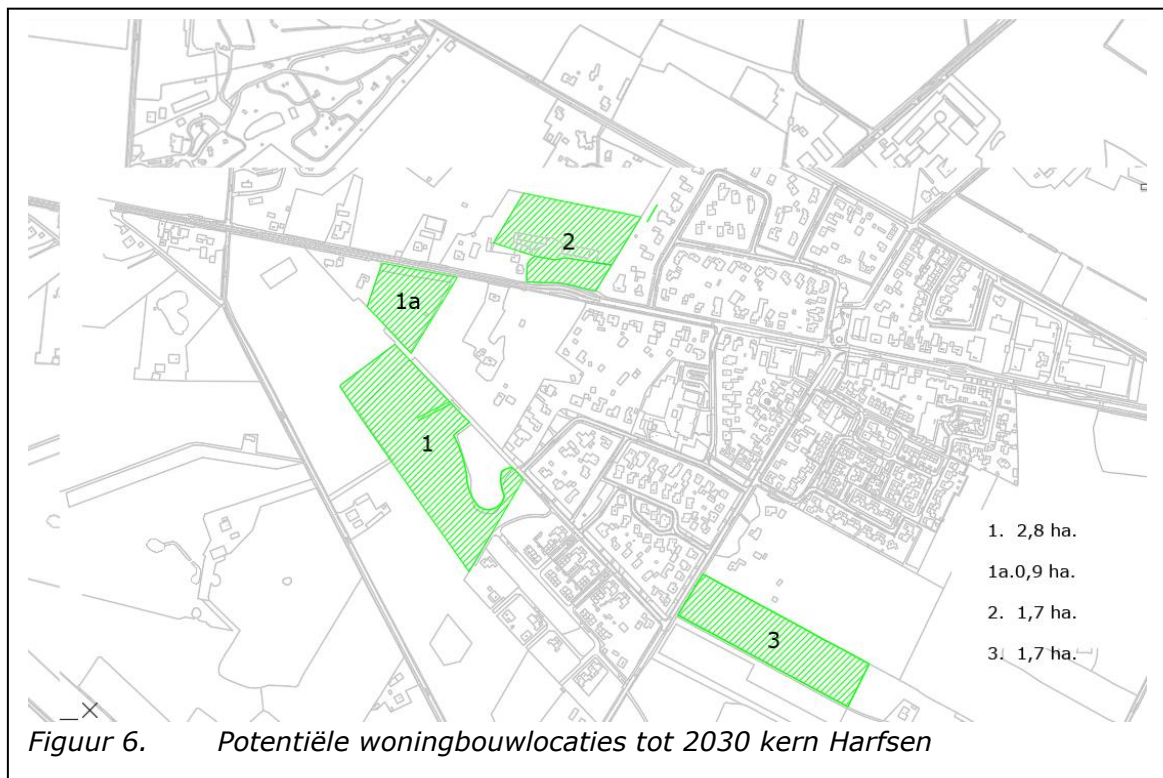 2
1a
1
1. 2,8 ha.
1a.0,9 ha.
2. 1,7 ha.
3
3. 1,7 ha.
Figuur 6. Potentiële woningbouwlocaties tot 2030 kern Harfsen